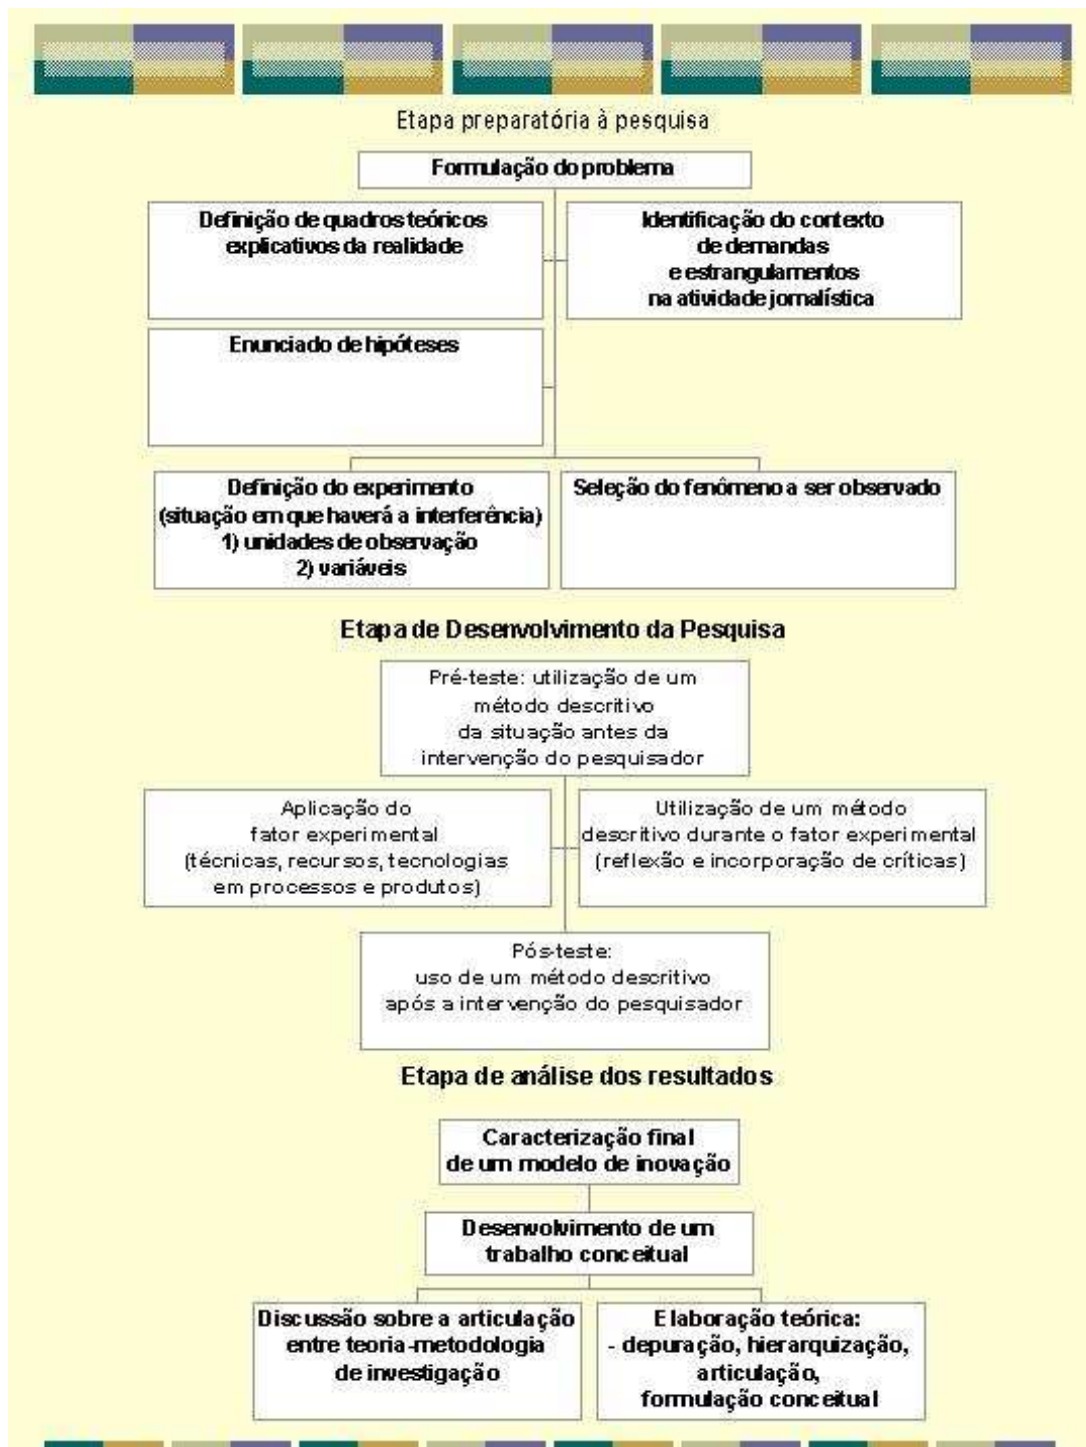 Etapa preparatória à pesquisa
Formulação do problema
Definição de quadros teóricos
explicativos da realidade
Identificação do contexto
de demandas
e estrangulamentos
na atividade jornalística
Enunciado de hipóteses
Definição do experimento
(situação em que haverá a interferência)
1) unidades de observação
2) variáveis
Seleção do fenômeno a ser observado
Etapa de Desenvolvimento da Pesquisa
Pré-teste: utilização de um
método descritivo
da situação antes da
intervenção do pesquisador
Aplicação do
fator experimental
(técnicas, recursos, tecnologias
em processos e produtos)
Utilização de um método
descritivo durante o fator experimental
(reflexão e incorporação de críticas)
Pós-teste:
uso de um método descritivo
após a intervenção do pesquisador
Etapa de análise dos resultados
Caracterização final
de um modelo de inovação
Desenvolvimento de um
trabalho conceitual
Discussão sobre a articulação
entre teoria-metodologia
de investigação
Elaboração teórica:
- depuração, hierarquização,
articulação,
formulação conceitual